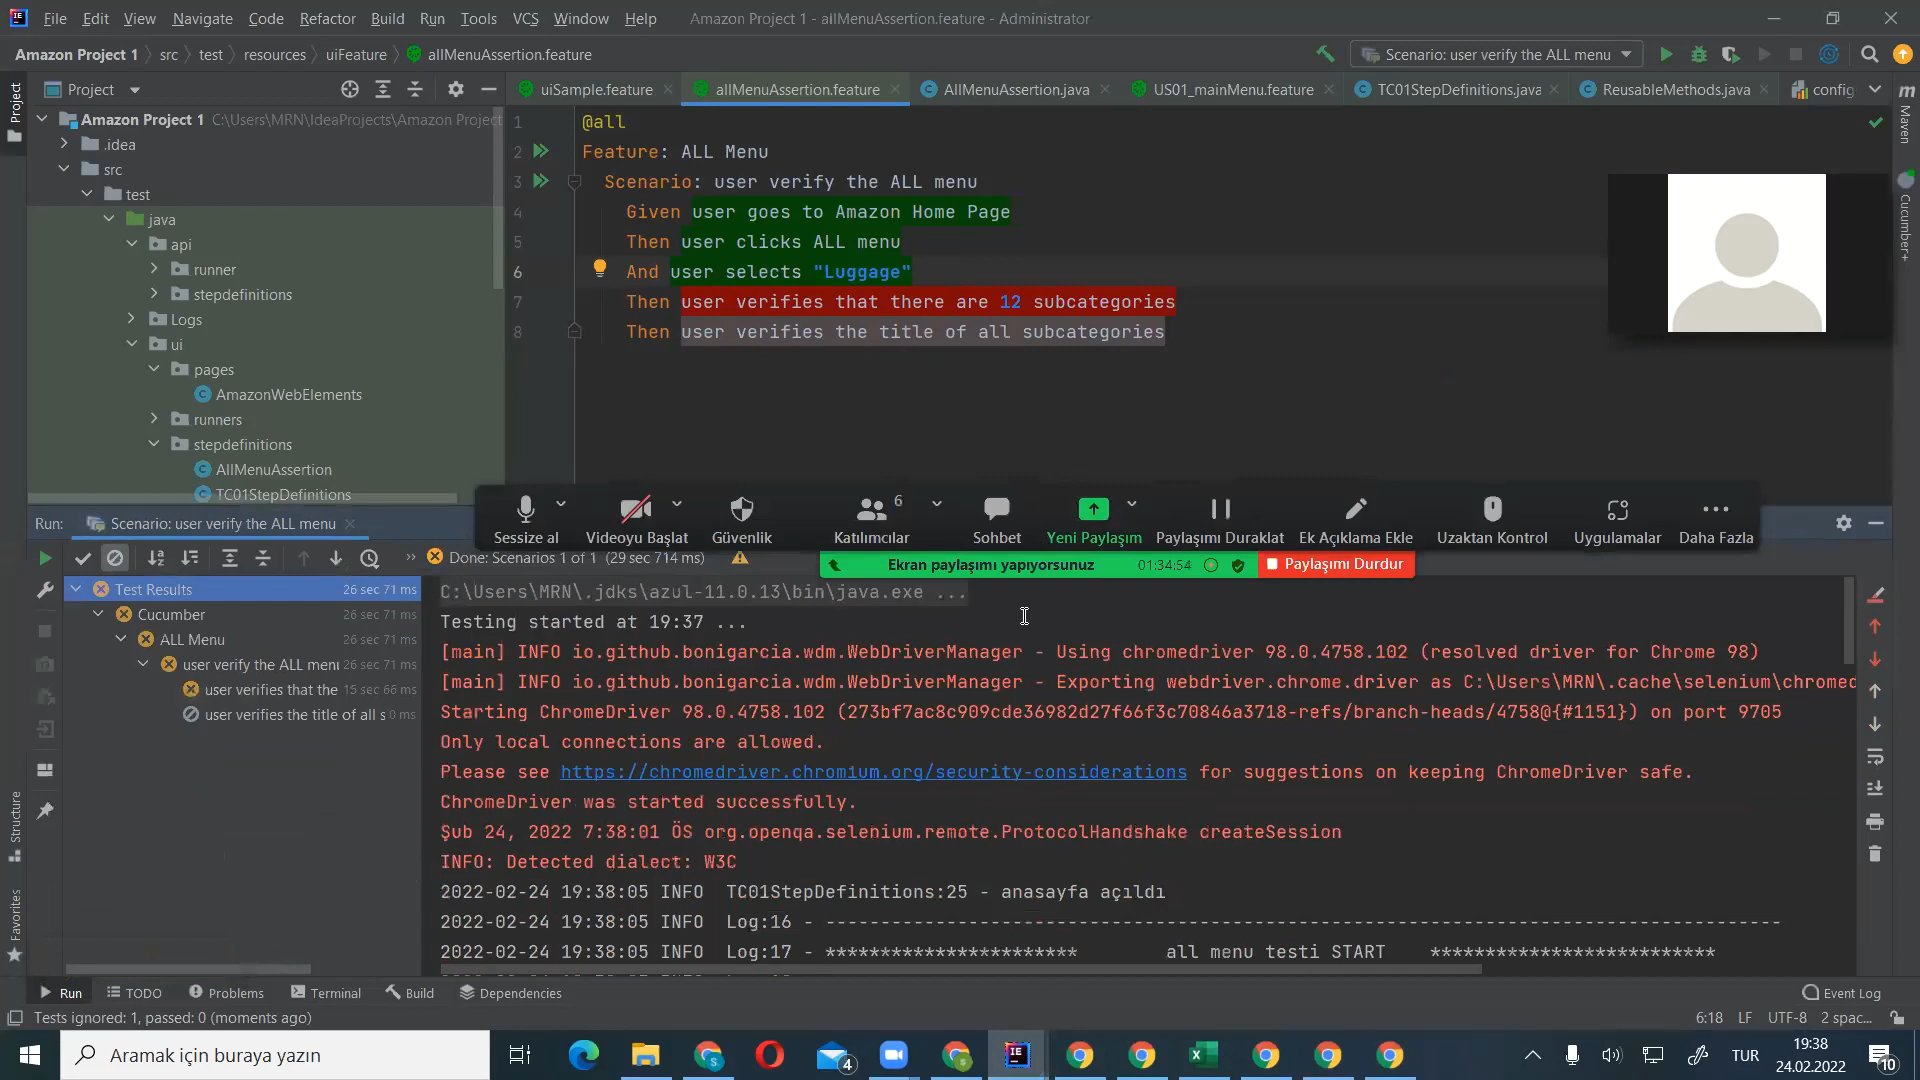 File Edit View Navigate Code Refactor Build Run Tools VCS Window Help Amazon Project 1 - allMenuAssertion.feature - Administrator
Amazon Project 1 src test resources uiFeature allMenuAssertion.feature Scenario: user verify the ALL menu
Project
uiSample.feature allMenuAssertion.feature AllMenuAssertion.java US01_mainMenu.feature TC01StepDefinitions.java ReusableMethods.java config
Project
Maven
Cucumber+
Amazon Project 1 C:\Users\MRN\IdeaProjects\Amazon Project
.idea
src
test
java
api
runner
stepdefinitions
Logs
ui
pages
AmazonWebElements
runners
stepdefinitions
AllMenuAssertion
TC01StepDefinitions
1 @all
2 Feature: ALL Menu
3 Scenario: user verify the ALL menu
4 Given user goes to Amazon Home Page
5 Then user clicks ALL menu
6 And user selects "Luggage"
7 Then user verifies that there are 12 subcategories
8 Then user verifies the title of all subcategories
6
Sessize al Videoyu Başlat Güvenlik Katılımcılar Sohbet Yeni Paylaşım Paylaşımı Duraklat Ek Açıklama Ekle Uzaktan Kontrol Uygulamalar Daha Fazla
Ekran paylaşımı yapıyorsunuz 01:34:54 Paylaşımı Durdur
Run: Scenario: user verify the ALL menu
Done: Scenarios 1 of 1 (29 sec 714 ms)
Test Results 26 sec 71 ms
Cucumber 26 sec 71 ms
ALL Menu 26 sec 71 ms
user verify the ALL menu 26 sec 71 ms
user verifies that the 15 sec 66 ms
user verifies the title of all s 0 ms
C:\Users\MRN\.jdks\azul-11.0.13\bin\java.exe ...
Testing started at 19:37 ...
[main] INFO io.github.bonigarcia.wdm.WebDriverManager - Using chromedriver 98.0.4758.102 (resolved driver for Chrome 98)
[main] INFO io.github.bonigarcia.wdm.WebDriverManager - Exporting webdriver.chrome.driver as C:\Users\MRN\.cache\selenium\chromed
Starting ChromeDriver 98.0.4758.102 (273bf7ac8c909cde36982d27f66f3c70846a3718-refs/branch-heads/4758@{#1151}) on port 9705
Only local connections are allowed.
Please see https://chromedriver.chromium.org/security-considerations for suggestions on keeping ChromeDriver safe.
ChromeDriver was started successfully.
Şub 24, 2022 7:38:01 ÖS org.openqa.selenium.remote.ProtocolHandshake createSession
INFO: Detected dialect: W3C
2022-02-24 19:38:05 INFO TC01StepDefinitions:25 - anasayfa açıldı
2022-02-24 19:38:05 INFO Log:16 - ---------------------------------------------------------------------------------------
2022-02-24 19:38:05 INFO Log:17 - *********************** all menu testi START **************************
Structure
Favorites
Run TODO Problems Terminal Build Dependencies Event Log
Tests ignored: 1, passed: 0 (moments ago) 6:18 LF UTF-8 2 spac...
Aramak için buraya yazın 4 TUR 19:38
24.02.2022 10